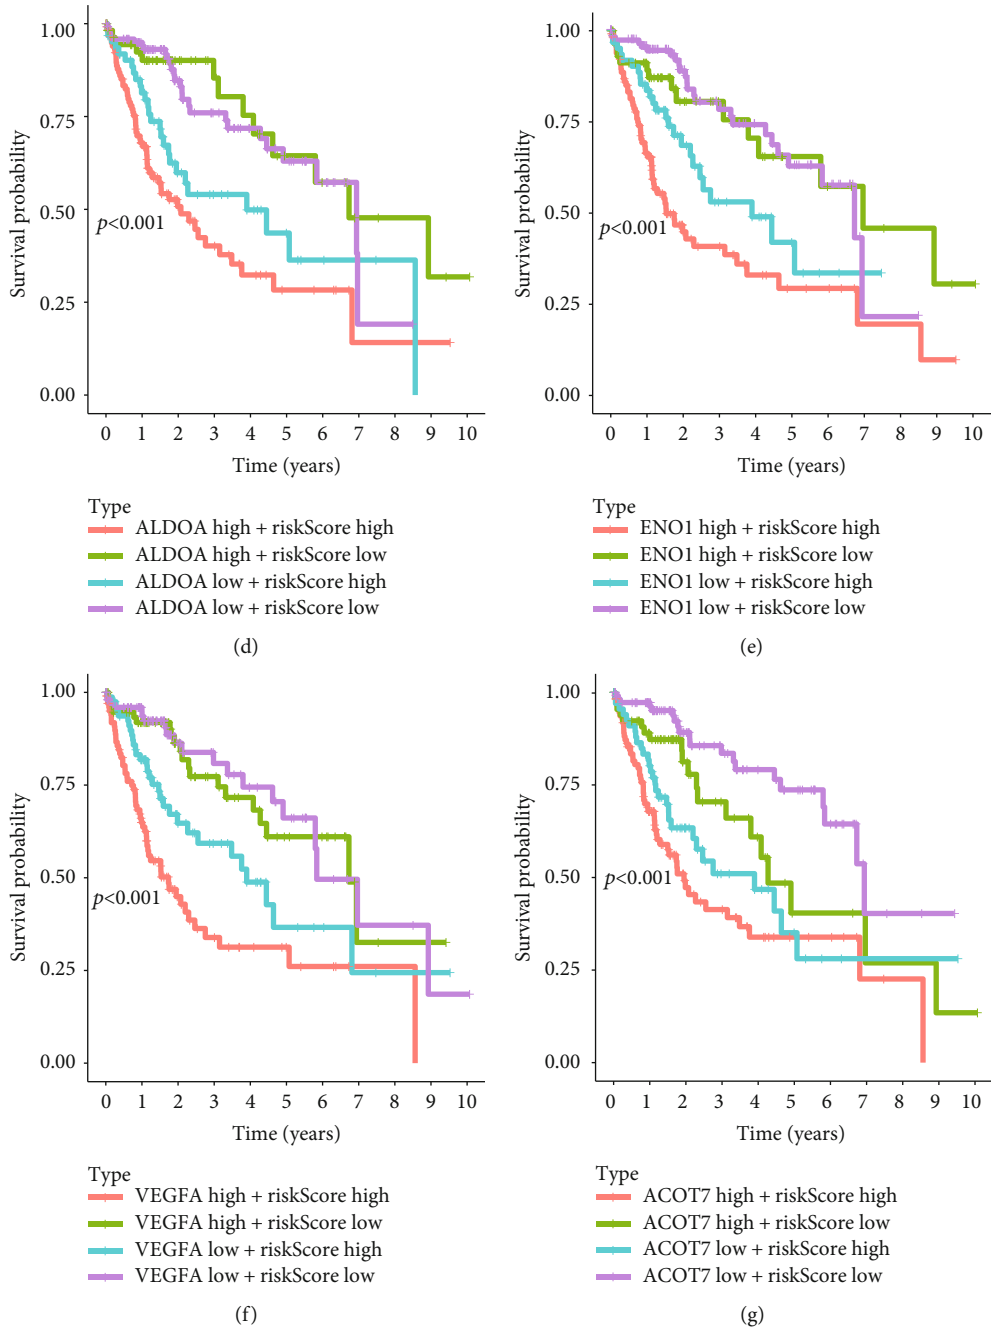 1.00
0.75
0.50
0.25
0.00
Survival probability
p<0.001
0 1 2 3 4 5 6 7 8 9 10
Time (years)
Type
ALDOA high + riskScore high
ALDOA high + riskScore low
ALDOA low + riskScore high
ALDOA low + riskScore low
(d)
1.00
0.75
0.50
0.25
0.00
Survival probability
p<0.001
0 1 2 3 4 5 6 7 8 9 10
Time (years)
Type
ENO1 high + riskScore high
ENO1 high + riskScore low
ENO1 low + riskScore high
ENO1 low + riskScore low
(e)
1.00
0.75
0.50
0.25
0.00
Survival probability
p<0.001
0 1 2 3 4 5 6 7 8 9 10
Time (years)
Type
VEGFA high + riskScore high
VEGFA high + riskScore low
VEGFA low + riskScore high
VEGFA low + riskScore low
(f)
1.00
0.75
0.50
0.25
0.00
Survival probability
p<0.001
0 1 2 3 4 5 6 7 8 9 10
Time (years)
Type
ACOT7 high + riskScore high
ACOT7 high + riskScore low
ACOT7 low + riskScore high
ACOT7 low + riskScore low
(g)